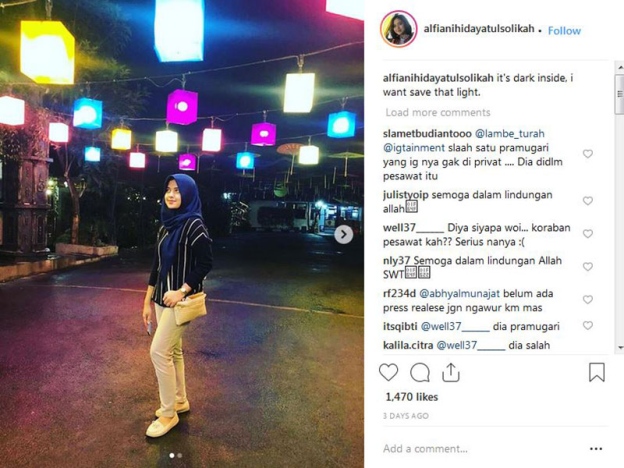 alfianihidayatulsolikah • Follow
alfianihidayatulsolikah it's dark inside, i
want save that light.
Load more comments
slametbudiantooo @lambe_turah
@igtainment slaah satu pramugari
yang ig nya gak di privat .... Dia didlm
pesawat itu
julistyoip semoga dalam lindungan
allah
well37_____ Diya siyapa woi... koraban
pesawat kah?? Serius nanya :(
nly37 Semoga dalam Lindungan Allah
SWT
rf234d @abhyalmunajat belum ada
press realese jgn ngawur km mas
itsqibti @well37_____ dia pramugari
kalila.citra @well37_____ dia salah
1,470 likes
3 DAYS AGO
Add a comment...